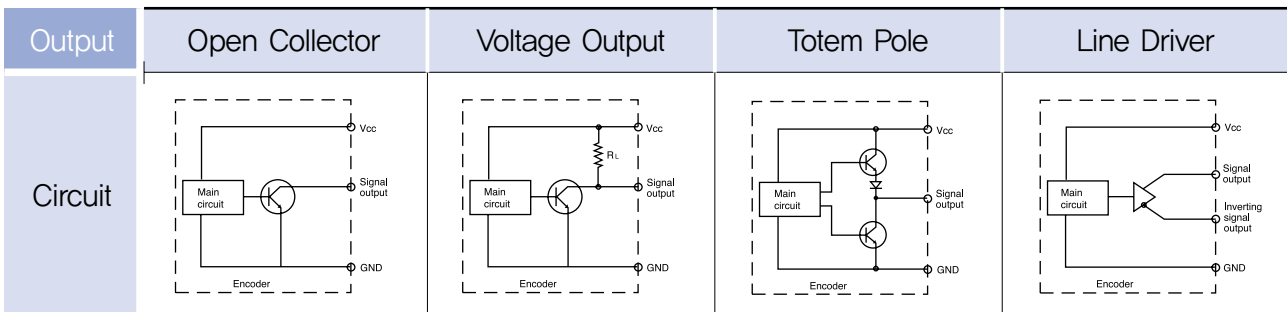 Output
Open Collector
Voltage Output
Totem Pole
Line Driver
Circuit
Vcc
Main
circuit
Signal
output
GND
Encoder
Vcc
RL
Main
circuit
Signal
output
GND
Encoder
Vcc
Main
circuit
Signal
output
GND
Encoder
Vcc
Main
circuit
Signal
output
Inverting
signal
output
GND
Encoder